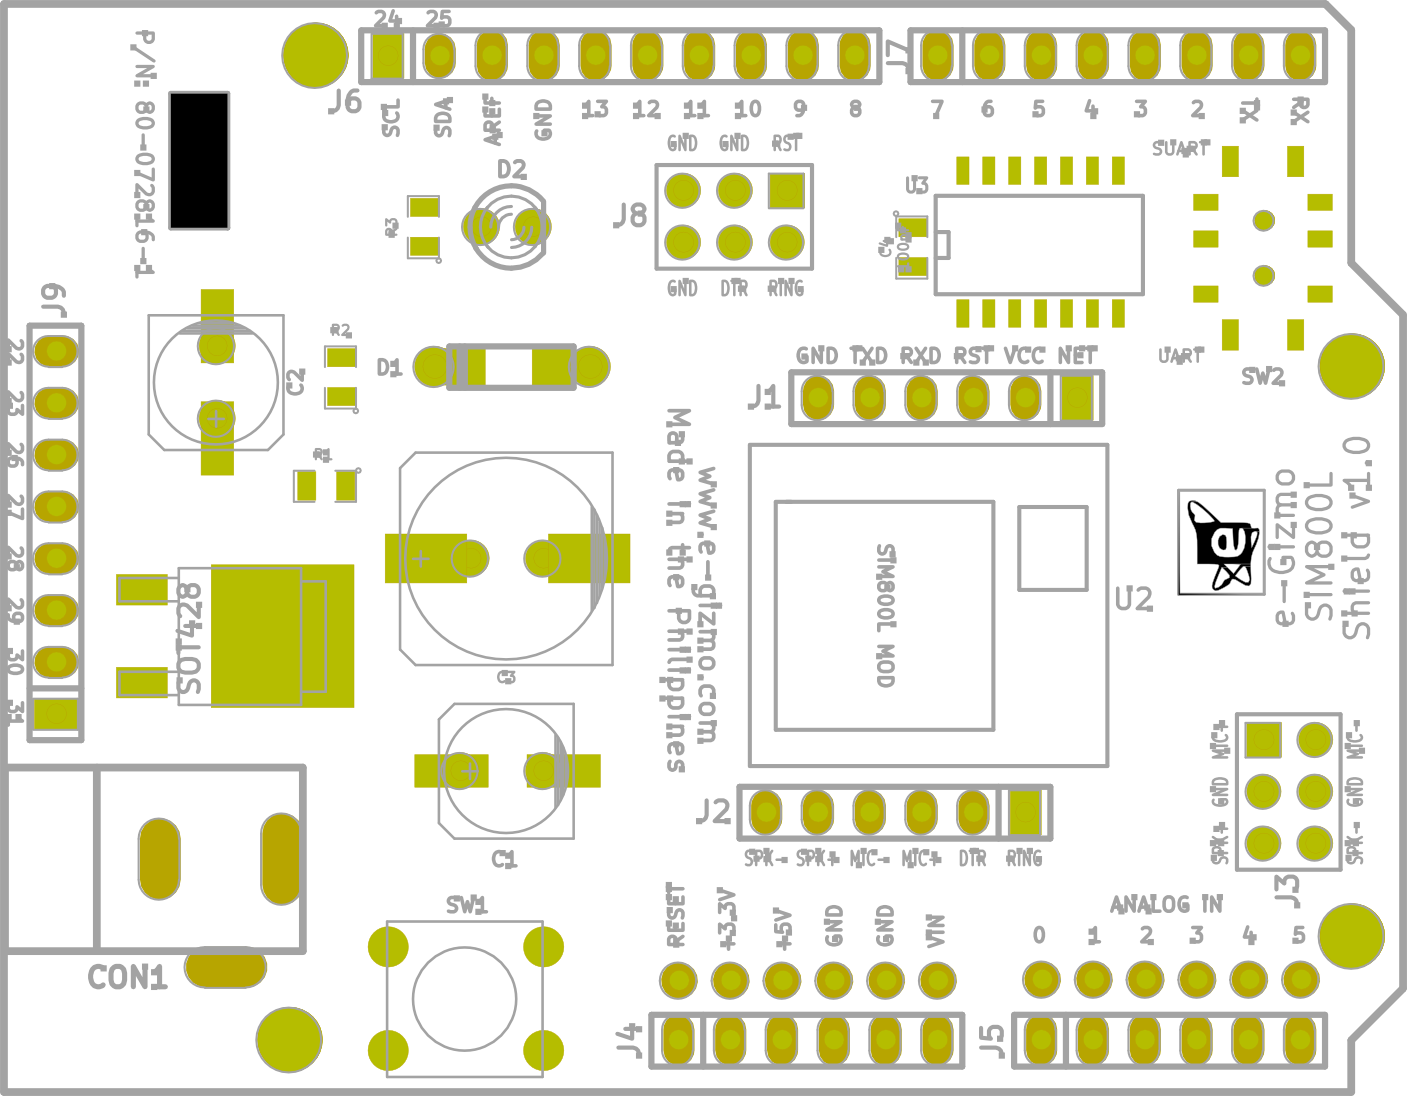 24 25
J6
SCL SDA AREF GND 13 12 11 10 9 8
J7
7 6 5 4 3 2 TX RX
P/N: 80-072816-1
D2
R3
GND GND RST
J8
GND DTR RING
U3
C4
SUART
UART
SW2
J9
22
23
26
27
28
29
30
31
C2
R2
R1
D1
GND TXD RXD RST VCC NET
J1
Made in the Philippines
www.e-gizmo.com
SIM800L MOD
U2
e
e-Gizmo
SIM800L
Shield v1.0
SOT428
C3
C1
J2
SPK- SPK+ MIC- MIC+ DTR RING
MIC+ MIC-
GND GND
SPK+ SPK-
J3
CON1
SW1
RESET +3.3V +5V GND GND VIN
J4
ANALOG IN
0 1 2 3 4 5
J5